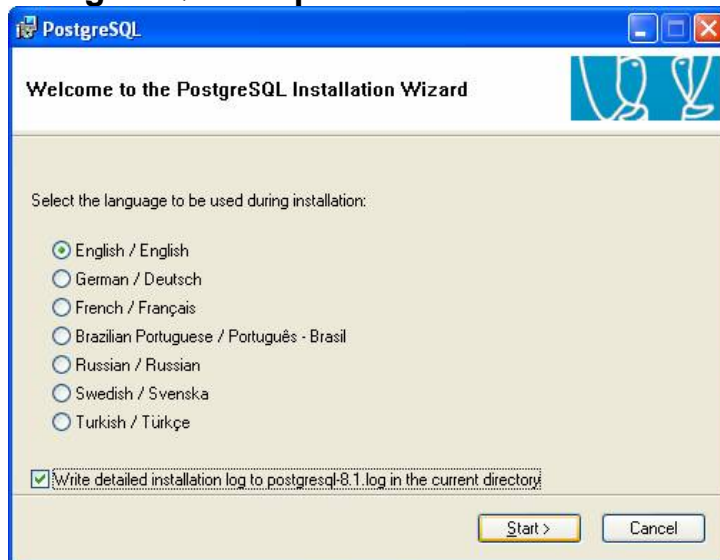 PostgreSQL
Welcome to the PostgreSQL Installation Wizard
Select the language to be used during installation:
English / English
German / Deutsch
French / Français
Brazilian Portuguese / Português - Brasil
Russian / Russian
Swedish / Svenska
Turkish / Türkçe
Write detailed installation log to postgresql-8.1.log in the current directory
Start >
Cancel